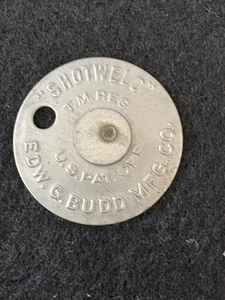 "SHOTWELD"
T.M. REG.
U.S. PAT. OFF.
EDW. G. BUDD MFG. CO.